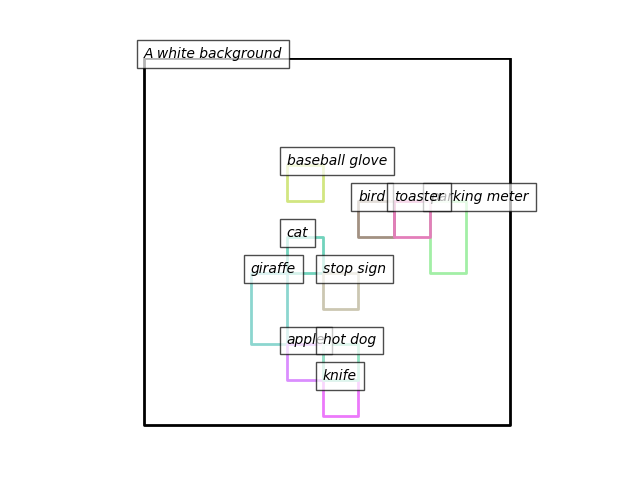 A white background
baseball glove
bird
toaster
parking meter
cat
giraffe
stop sign
apple
hot dog
knife